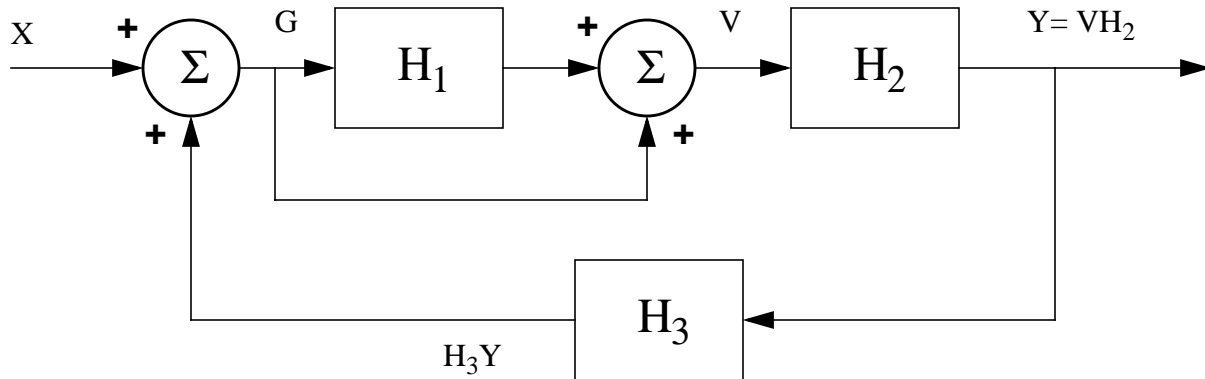 X
+
Σ
+
G
H₁
+
Σ
+
V
H₂
Y= VH₂
H₃
H₃Y